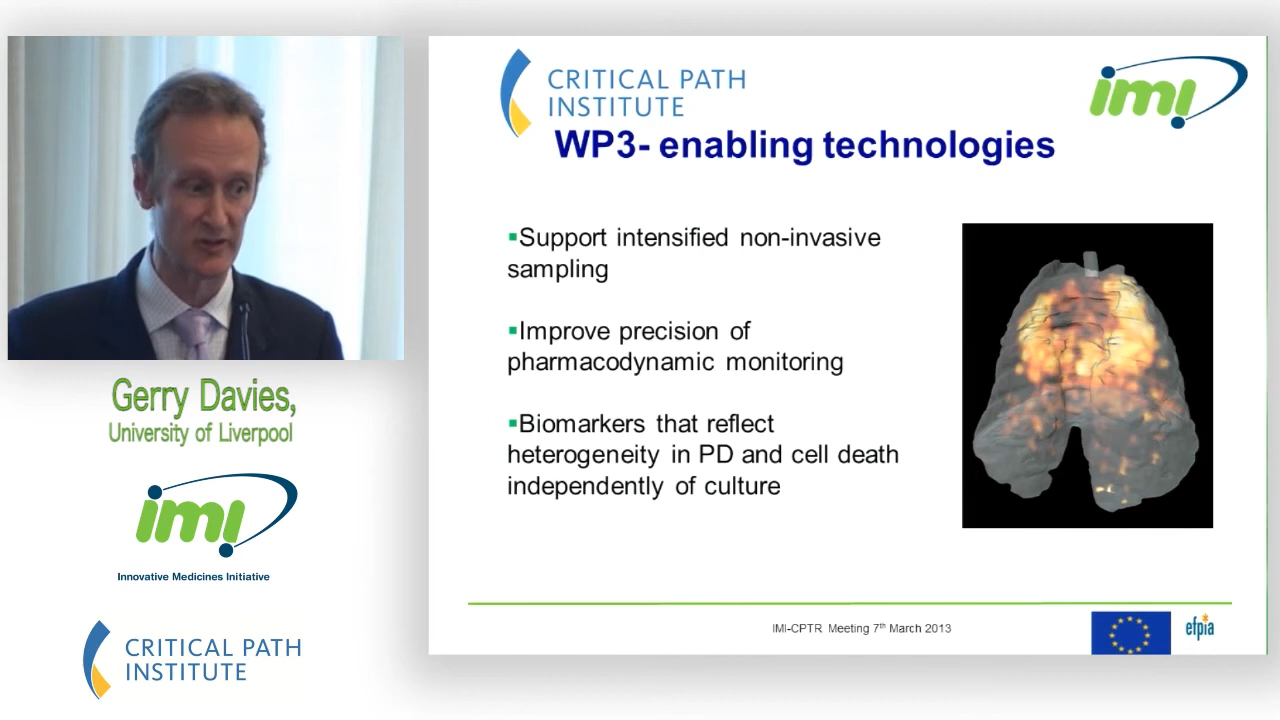 Gerry Davies,
University of Liverpool
imi
Innovative Medicines Initiative
CRITICAL PATH
INSTITUTE
CRITICAL PATH
INSTITUTE
imi
WP3- enabling technologies
▪Support intensified non-invasive
sampling
▪Improve precision of
pharmacodynamic monitoring
▪Biomarkers that reflect
heterogeneity in PD and cell death
independently of culture
IMI-CPTR Meeting 7th March 2013
efpia